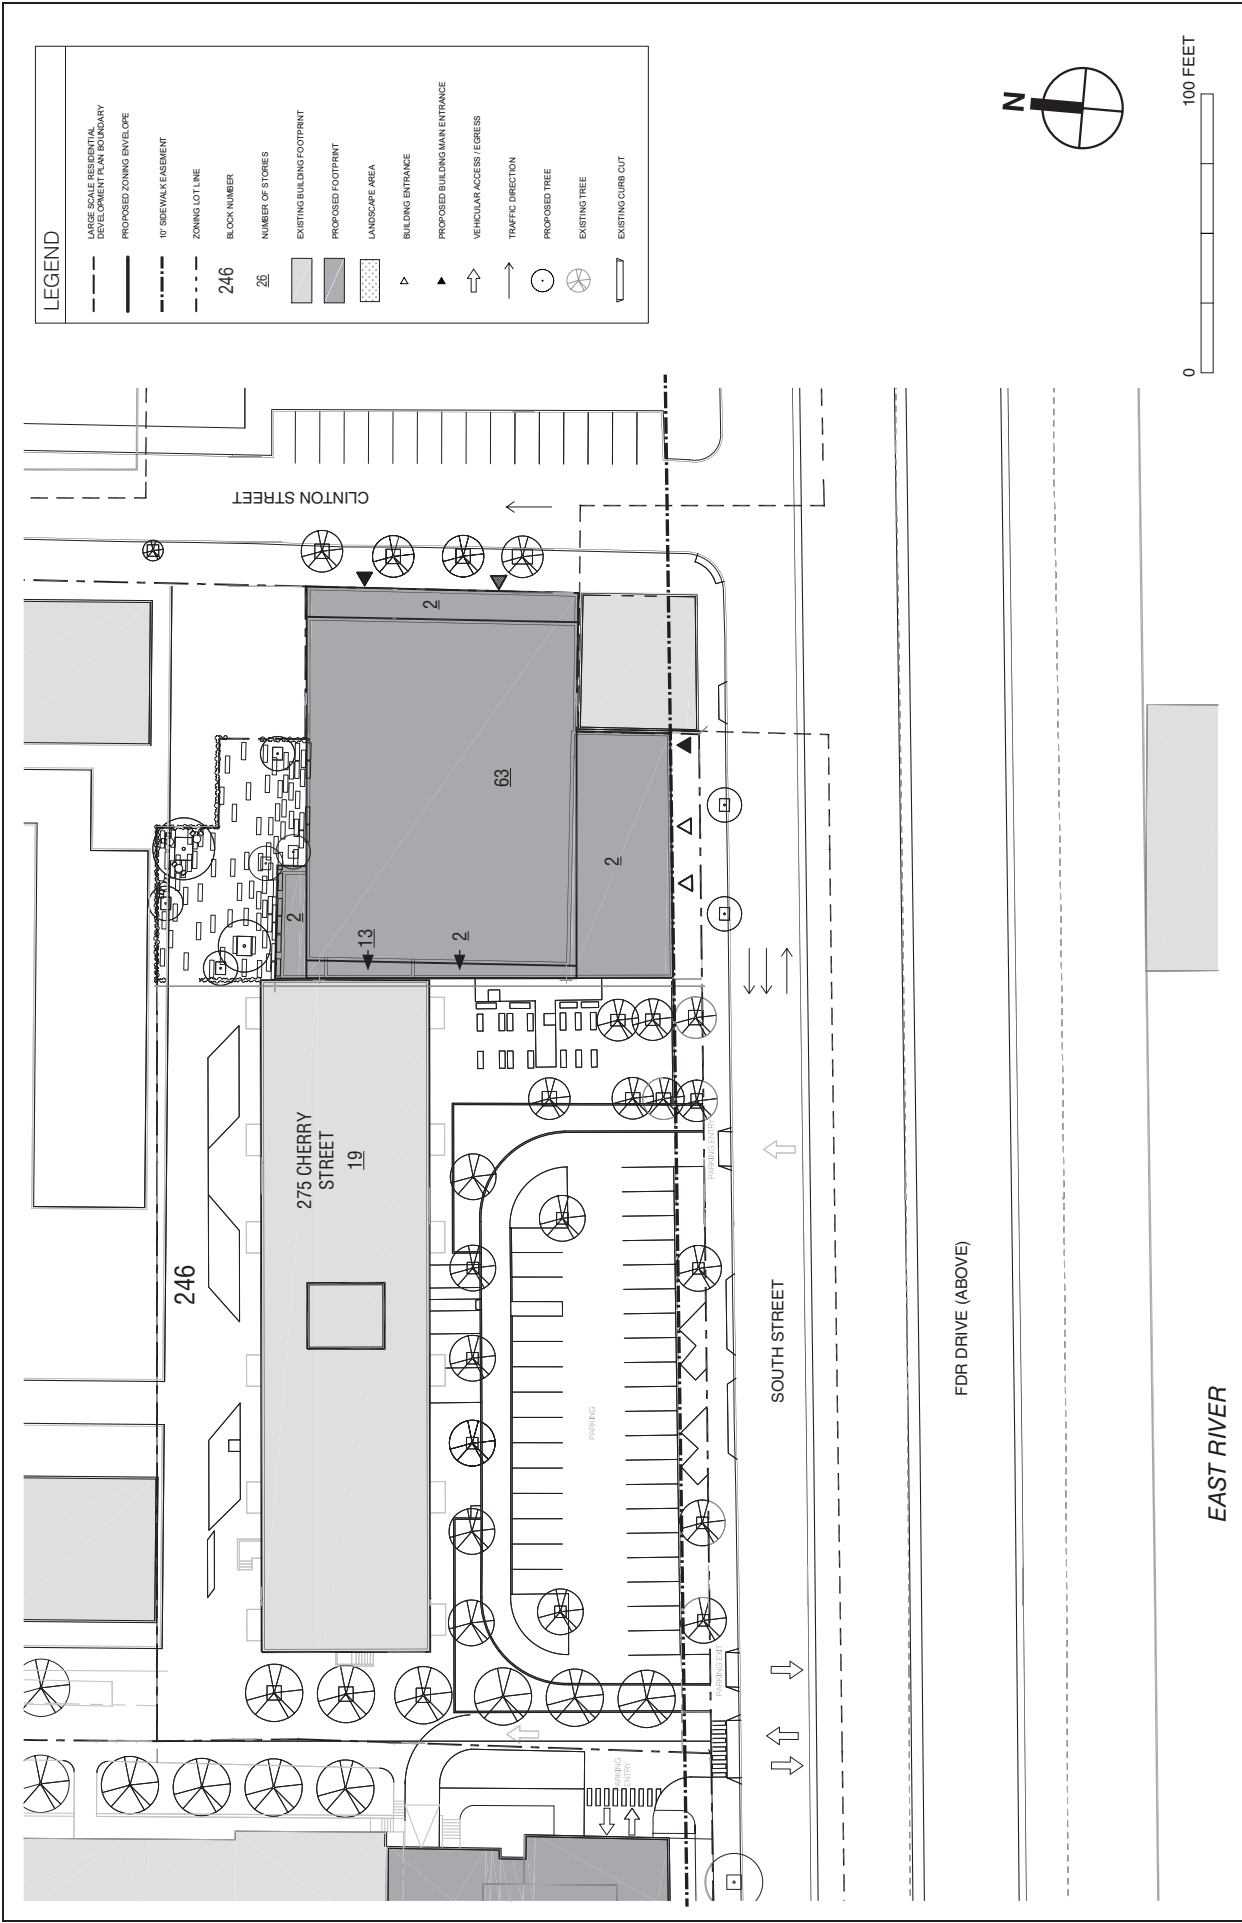 LEGEND
LARGE SCALE RESIDENTIAL
DEVELOPMENT PLAN BOUNDARY
PROPOSED ZONING ENVELOPE
10' SIDEWALK EASEMENT
ZONING LOT LINE
246
BLOCK NUMBER
26
NUMBER OF STORIES
EXISTING BUILDING FOOTPRINT
PROPOSED FOOTPRINT
LANDSCAPE AREA
BUILDING ENTRANCE
PROPOSED BUILDING MAIN ENTRANCE
VEHICULAR ACCESS / EGRESS
TRAFFIC DIRECTION
PROPOSED TREE
EXISTING TREE
EXISTING CURB CUT
N
0
100 FEET
CLINTON STREET
2
63
2
2
13
2
275 CHERRY
STREET
19
246
PARKING
PARKING ENTRY
PARKING EXIT
PARKING
ENTRY
SOUTH STREET
FDR DRIVE (ABOVE)
EAST RIVER